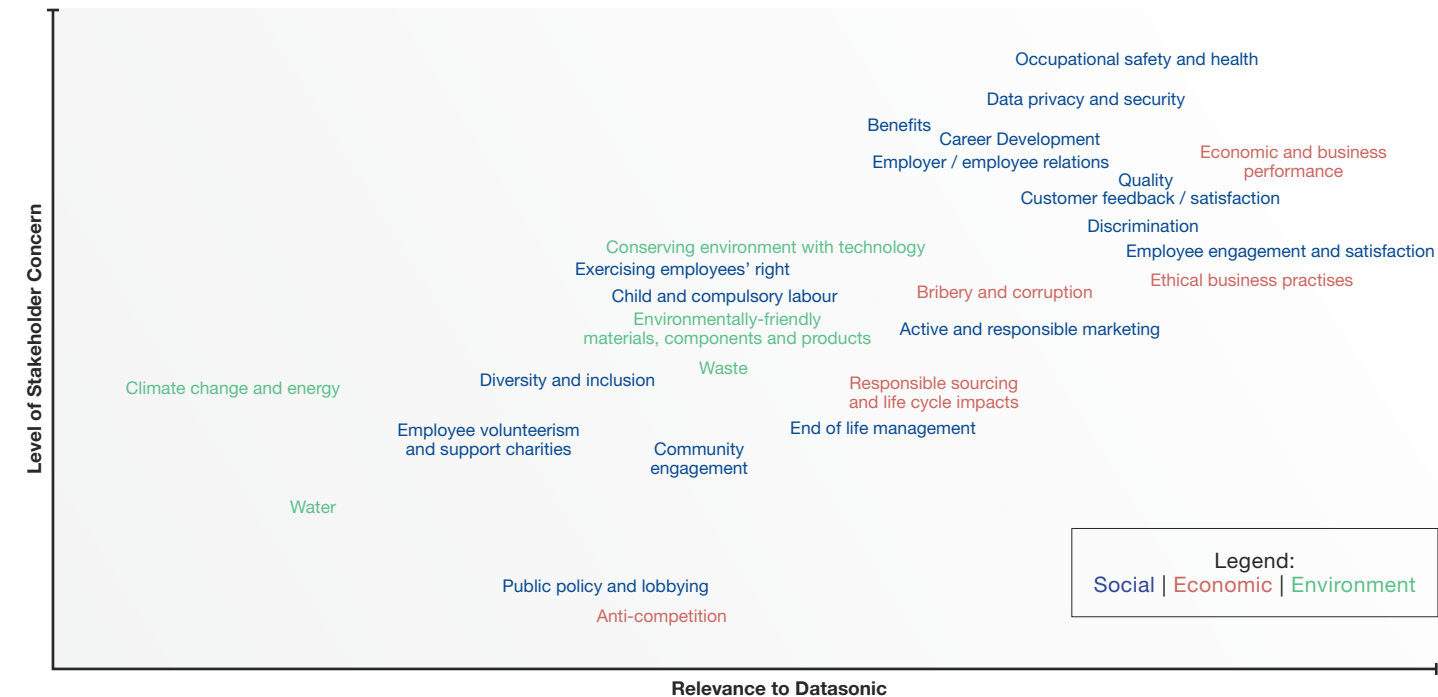 Level of Stakeholder Concern
Occupational safety and health
Data privacy and security
Benefits
Career Development
Economic and business
performance
Employer / employee relations
Quality
Customer feedback / satisfaction
Discrimination
Conserving environment with technology
Employee engagement and satisfaction
Exercising employees’ right
Ethical business practises
Child and compulsory labour
Bribery and corruption
Environmentally-friendly
materials, components and products
Active and responsible marketing
Waste
Diversity and inclusion
Climate change and energy
Responsible sourcing
and life cycle impacts
Employee volunteerism
and support charities
End of life management
Community
engagement
Water
Legend:
Social | Economic | Environment
Public policy and lobbying
Anti-competition
Relevance to Datasonic